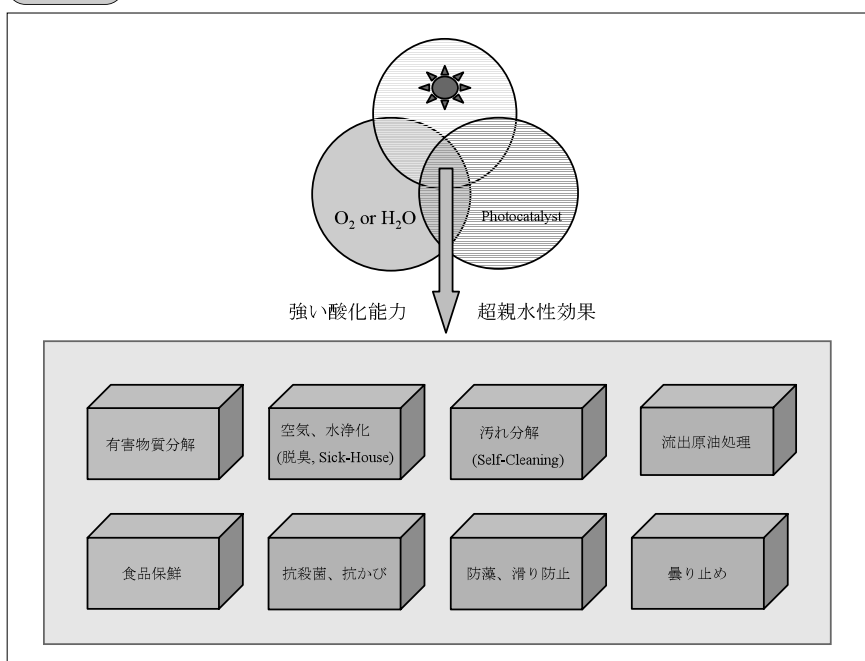 O₂ or H₂O
Photocatalyst
強い酸化能力
超親水性効果
有害物質分解
空気、水浄化
(脱臭, Sick-House)
汚れ分解
(Self-Cleaning)
流出原油処理
食品保鮮
抗殺菌、抗かび
防藻、滑り防止
曇り止め